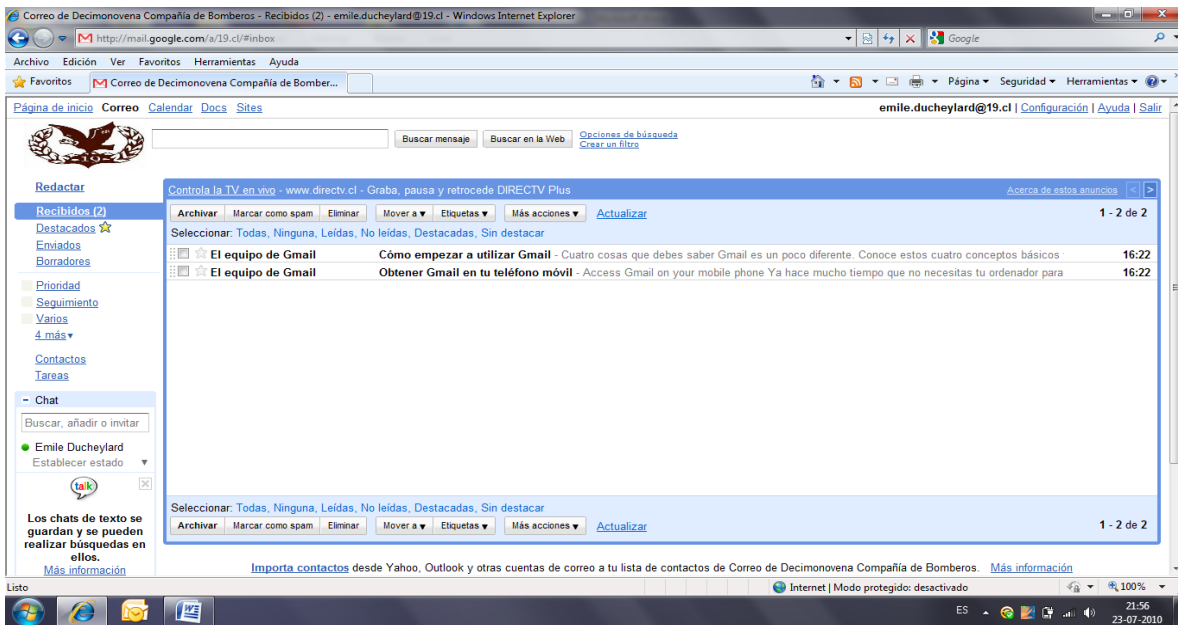 Correo de Decimonovena Compañía de Bomberos - Recibidos (2) - emile.ducheylard@19.cl - Windows Internet Explorer
http://mail.google.com/a/19.cl/#inbox
Google
Archivo Edición Ver Favoritos Herramientas Ayuda
Favoritos
Correo de Decimonovena Compañía de Bomber...
Página Seguridad Herramientas
Página de inicio Correo Calendar Docs Sites
emile.ducheylard@19.cl | Configuración | Ayuda | Salir
Buscar mensaje Buscar en la Web
Opciones de búsqueda
Crear un filtro
Redactar
Recibidos (2)
Destacados
Enviados
Borradores
Prioridad
Seguimiento
Varios
4 más
Contactos
Tareas
− Chat
Buscar, añadir o invitar
Emile Ducheylard
Establecer estado
talk
Los chats de texto se
guardan y se pueden
realizar búsquedas en
ellos.
Más información
Controla la TV en vivo - www.directv.cl - Graba, pausa y retrocede DIRECTV Plus
Acerca de estos anuncios < >
Archivar Marcar como spam Eliminar Mover a Etiquetas Más acciones Actualizar
1 - 2 de 2
Seleccionar: Todas, Ninguna, Leídas, No leídas, Destacadas, Sin destacar
El equipo de Gmail Cómo empezar a utilizar Gmail - Cuatro cosas que debes saber Gmail es un poco diferente. Conoce estos cuatro conceptos básicos 16:22
El equipo de Gmail Obtener Gmail en tu teléfono móvil - Access Gmail on your mobile phone Ya hace mucho tiempo que no necesitas tu ordenador para 16:22
Seleccionar: Todas, Ninguna, Leídas, No leídas, Destacadas, Sin destacar
Archivar Marcar como spam Eliminar Mover a Etiquetas Más acciones Actualizar
1 - 2 de 2
Importa contactos desde Yahoo, Outlook y otras cuentas de correo a tu lista de contactos de Correo de Decimonovena Compañía de Bomberos. Más información
Listo
Internet | Modo protegido: desactivado
100%
ES
21:56
23-07-2010